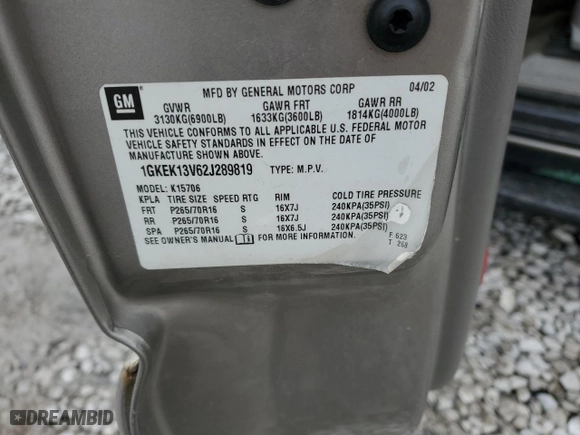 GM
MFD BY GENERAL MOTORS CORP 04/02
GVWR GAWR FRT GAWR RR
3130KG(6900LB) 1633KG(3600LB) 1814KG(4000LB)
THIS VEHICLE CONFORMS TO ALL APPLICABLE U.S. FEDERAL MOTOR
VEHICLE SAFETY STANDARDS IN EFFECT ON THE DATE OF
MANUFACTURE SHOWN ABOVE.
1GKEK13V62J289819 TYPE: M.P.V.
MODEL: K15706
KPLA TIRE SIZE SPEED RTG RIM COLD TIRE PRESSURE
FRT P265/70R16 S 16X7J 240KPA(35PSI)
RR P265/70R16 S 16X7J 240KPA(35PSI)
SPA P265/70R16 S 16X6.5J 240KPA(35PSI)
SEE OWNER'S MANUAL FOR MORE INFORMATION.
F 623
T 268
DREAMBID